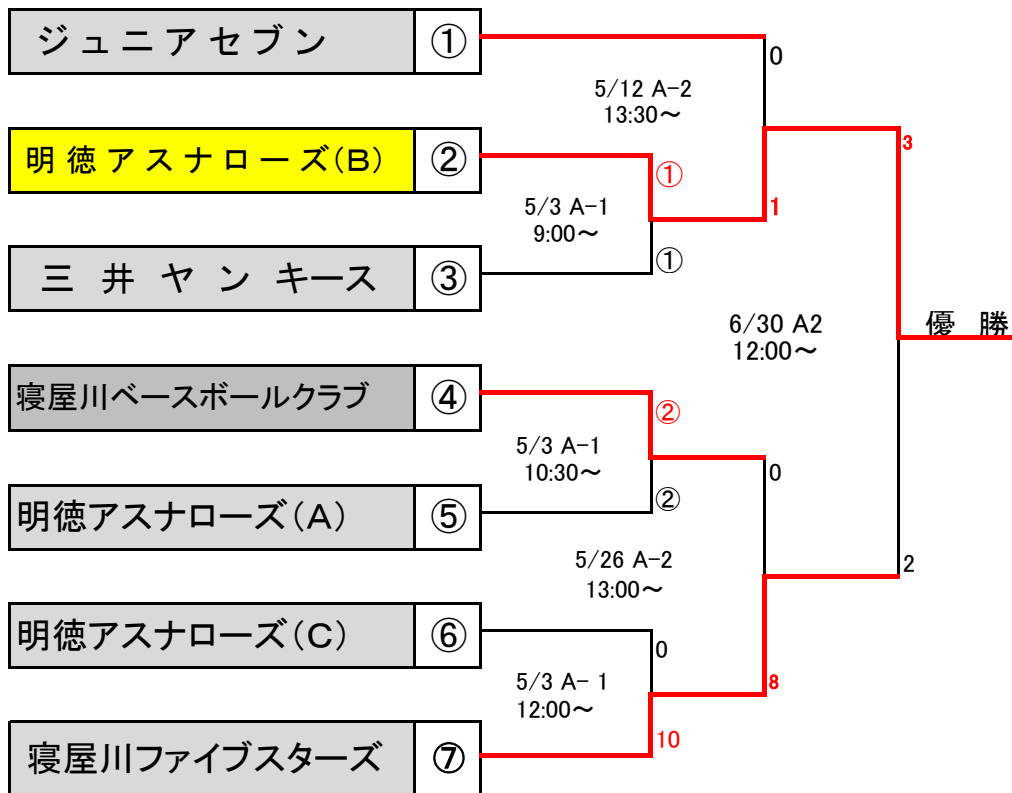 ジュニアセブン ①
0
5/12 A-2
13:30～
明徳アスナローズ(B) ②
3
①
5/3 A-1
9:00～
1
三井ヤンキース ③
①
6/30 A2
12:00～
優勝
寝屋川ベースボールクラブ ④
②
5/3 A-1
10:30～
0
明徳アスナローズ(A) ⑤
②
5/26 A-2
13:00～
2
明徳アスナローズ(C) ⑥
0
5/3 A- 1
12:00～
8
寝屋川ファイブスターズ ⑦
10